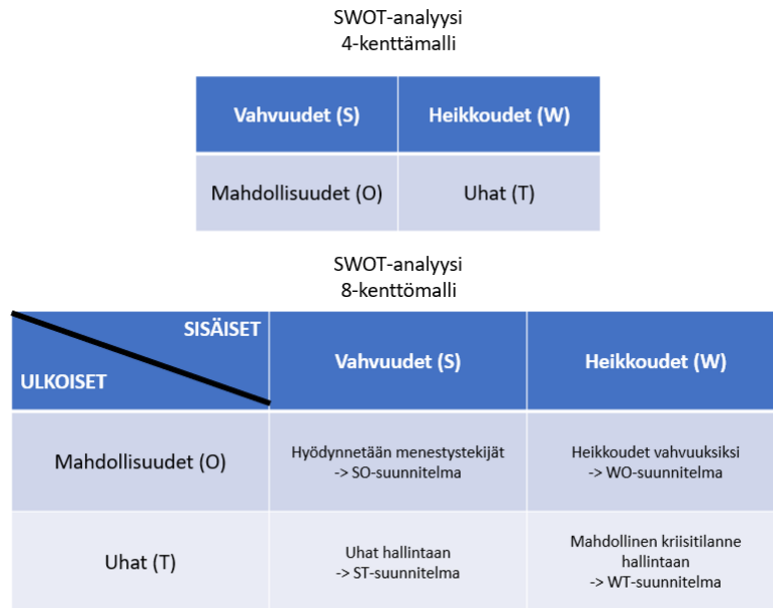 SWOT-analyysi
4-kenttämalli
Vahvuudet (S)
Heikkoudet (W)
Mahdollisuudet (O)
Uhat (T)
SWOT-analyysi
8-kenttömalli
SISÄISET
ULKOISET
Vahvuudet (S)
Heikkoudet (W)
Mahdollisuudet (O)
Hyödynnetään menestystekijät
-> SO-suunnitelma
Heikkoudet vahvuuksiksi
-> WO-suunnitelma
Uhat (T)
Uhat hallintaan
-> ST-suunnitelma
Mahdollinen kriisitilanne
hallintaan
-> WT-suunnitelma